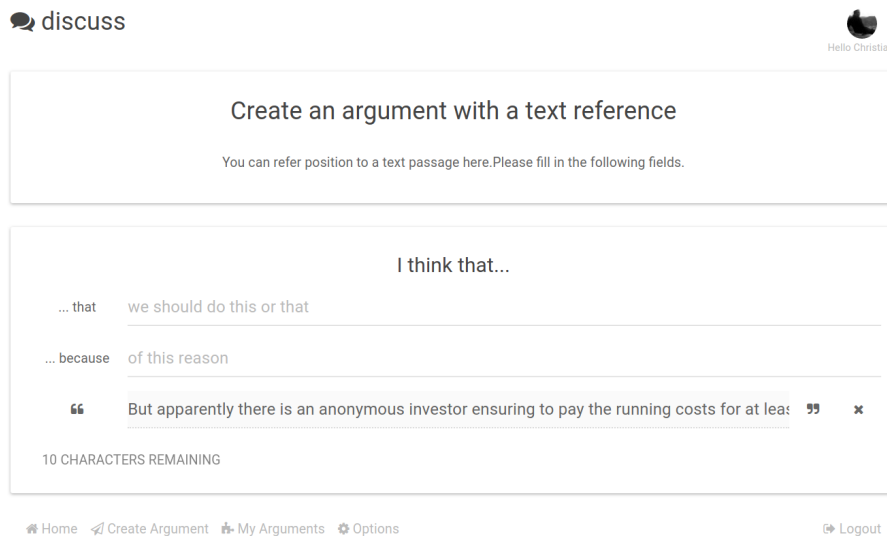 discuss
Hello Christia
Create an argument with a text reference
You can refer position to a text passage here.Please fill in the following fields.
I think that...
... that we should do this or that
... because of this reason
But apparently there is an anonymous investor ensuring to pay the running costs for at leas
10 CHARACTERS REMAINING
Home Create Argument My Arguments Options Logout